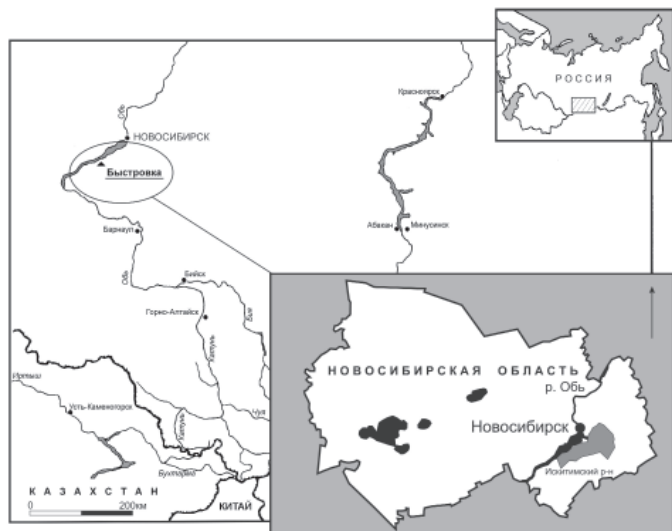 РОССИЯ
Красноярск
Обь
НОВОСИБИРСК
Быстровка
Барнаул
Абакан
Минусинск
Бийск
Обь
Горно-Алтайск
Катунь
Бия
Иртыш
Усть-Каменогорск
Катунь
Чуя
Бухтарма
КАЗАХСТАН
КИТАЙ
0 200км
НОВОСИБИРСКАЯ ОБЛАСТЬ
р. Обь
Новосибирск
Искитимский р-н